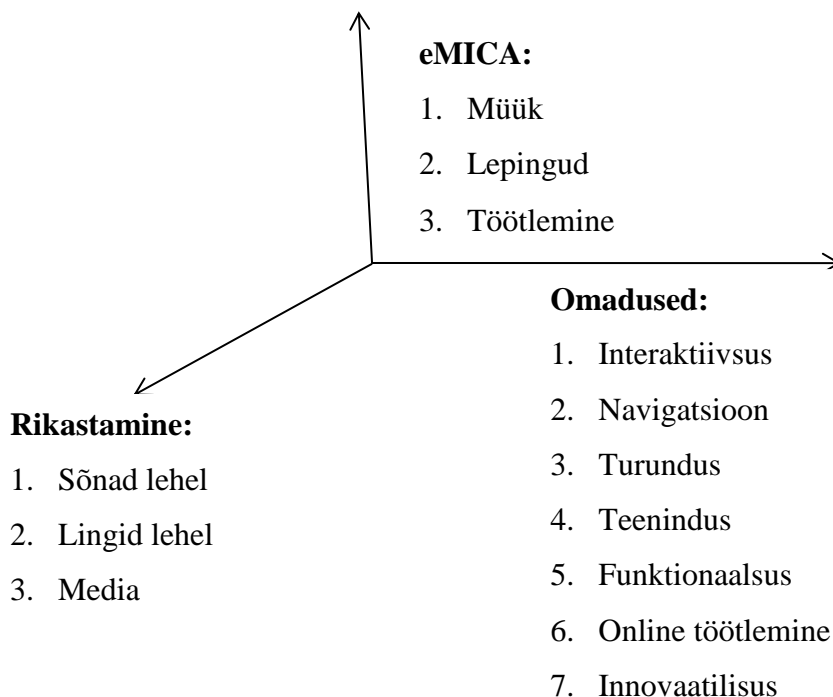 eMICA:
1. Müük
2. Lepingud
3. Töötlemine
Omadused:
1. Interaktiivsus
2. Navigatsioon
3. Turundus
4. Teenindus
5. Funktionaalsus
6. Online töötlemine
7. Innovaatilisus
Rikastamine:
1. Sõnad lehel
2. Lingid lehel
3. Media